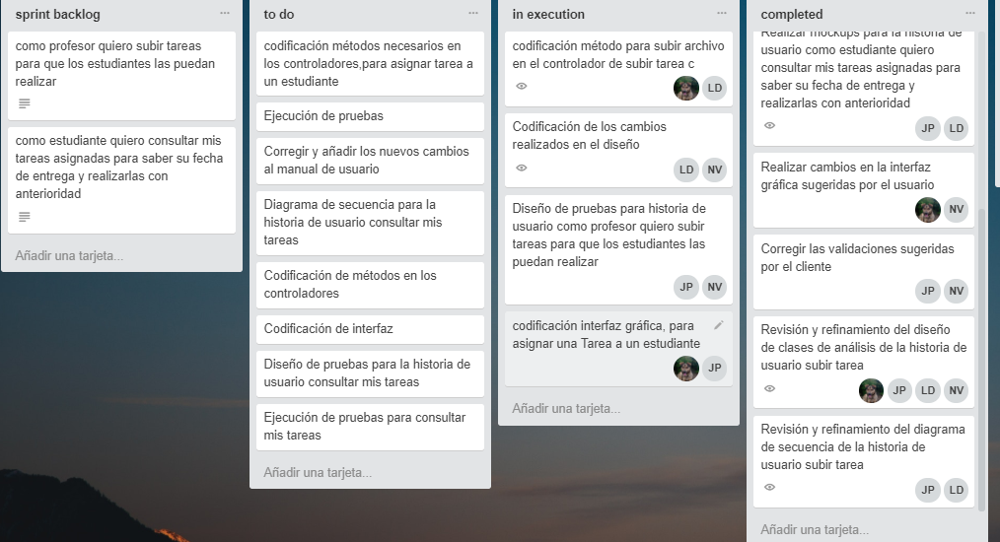 sprint backlog
como profesor quiero subir tareas
para que los estudiantes las puedan
realizar
como estudiante quiero consultar mis
tareas asignadas para saber su fecha
de entrega y realizarlas con
anterioridad
Añadir una tarjeta...
to do
codificación métodos necesarios en
los controladores,para asignar tarea a
un estudiante
Ejecución de pruebas
Corregir y añadir los nuevos cambios
al manual de usuario
Diagrama de secuencia para la
historia de usuario consultar mis
tareas
Codificación de métodos en los
controladores
Codificación de interfaz
Diseño de pruebas para la historia de
usuario consultar mis tareas
Ejecución de pruebas para consultar
mis tareas
Añadir una tarjeta...
in execution
codificación método para subir archivo
en el controlador de subir tarea c
LD
Codificación de los cambios
realizados en el diseño
LD NV
Diseño de pruebas para historia de
usuario como profesor quiero subir
tareas para que los estudiantes las
puedan realizar
JP NV
codificación interfaz gráfica, para
asignar una Tarea a un estudiante
JP
Añadir una tarjeta...
completed
Realizar mockups para la historia de
usuario como estudiante quiero
consultar mis tareas asignadas para
saber su fecha de entrega y
realizarlas con anterioridad
JP LD
Realizar cambios en la interfaz
gráfica sugeridas por el usuario
NV
Corregir las validaciones sugeridas
por el cliente
JP NV
Revisión y refinamiento del diseño
de clases de análisis de la historia de
usuario subir tarea
JP LD NV
Revisión y refinamiento del diagrama
de secuencia de la historia de
usuario subir tarea
JP LD
Añadir una tarjeta...